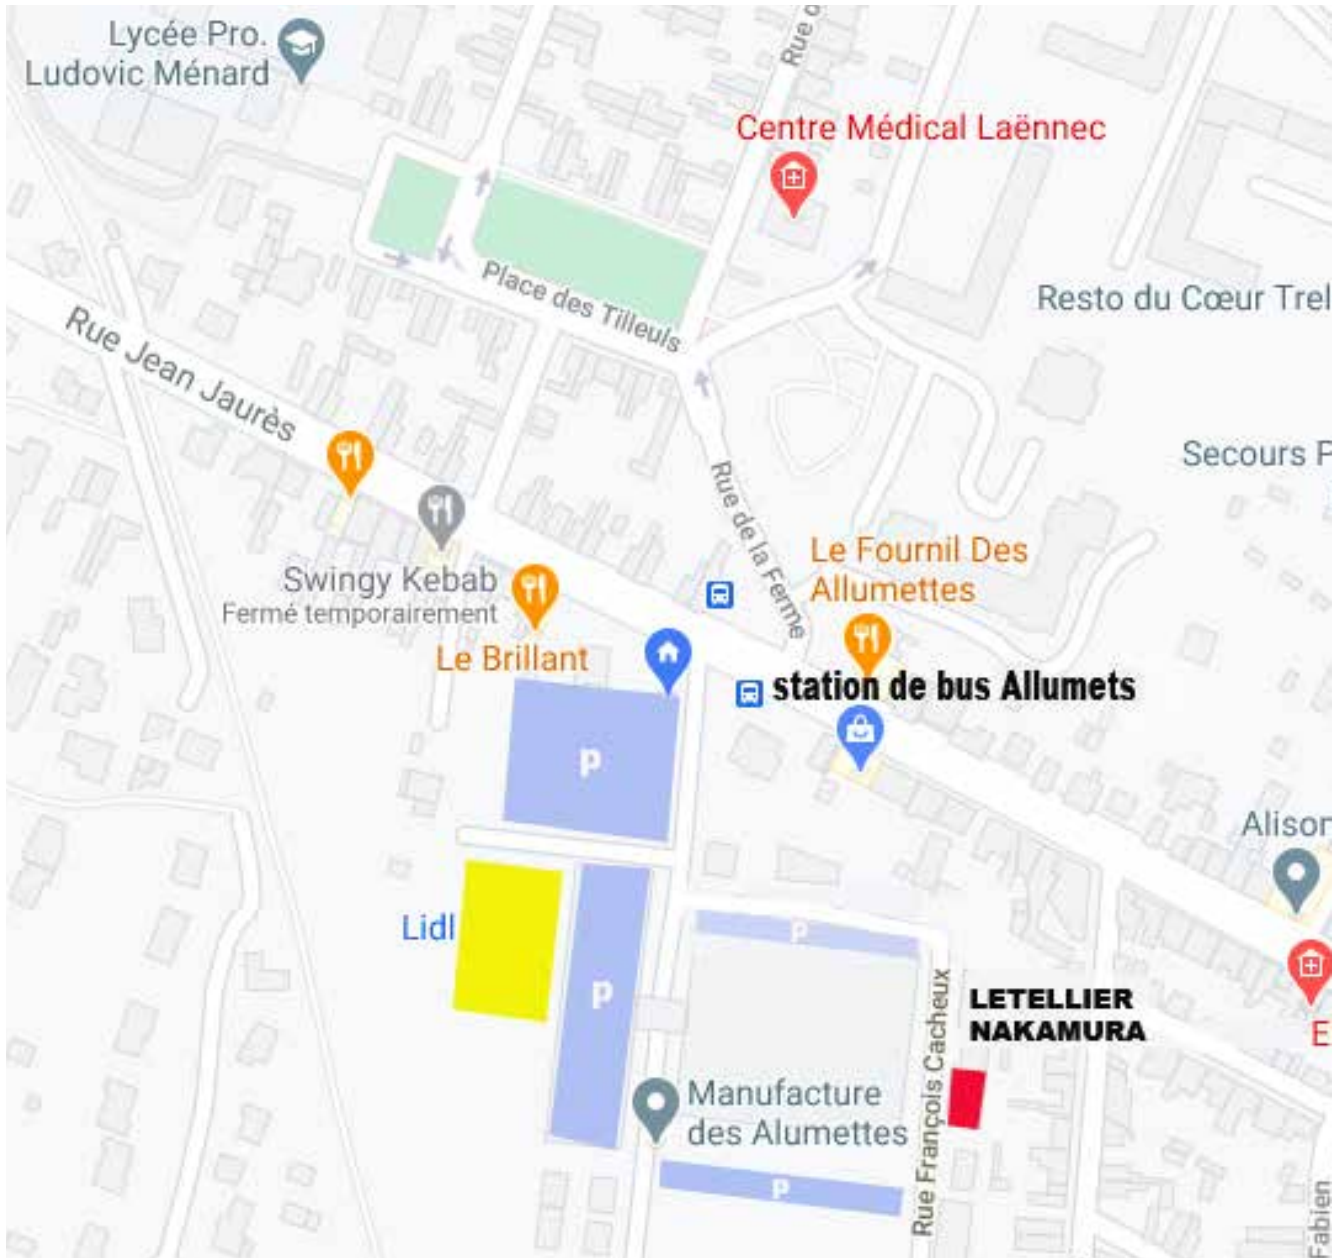 Lycée Pro.
Ludovic Ménard
Rue d
Centre Médical Laënnec
Place des Tilleuls
Resto du Cœur Trel
Rue Jean Jaurès
Secours P
Rue de la Ferme
Le Fournil Des
Allumettes
Swingy Kebab
Fermé temporairement
Le Brillant
station de bus Allumets
P
Alison
Lidl
P
P
LETELLIER
NAKAMURA
E
Rue François Cacheux
Manufacture
des Alumettes
P
Fabien